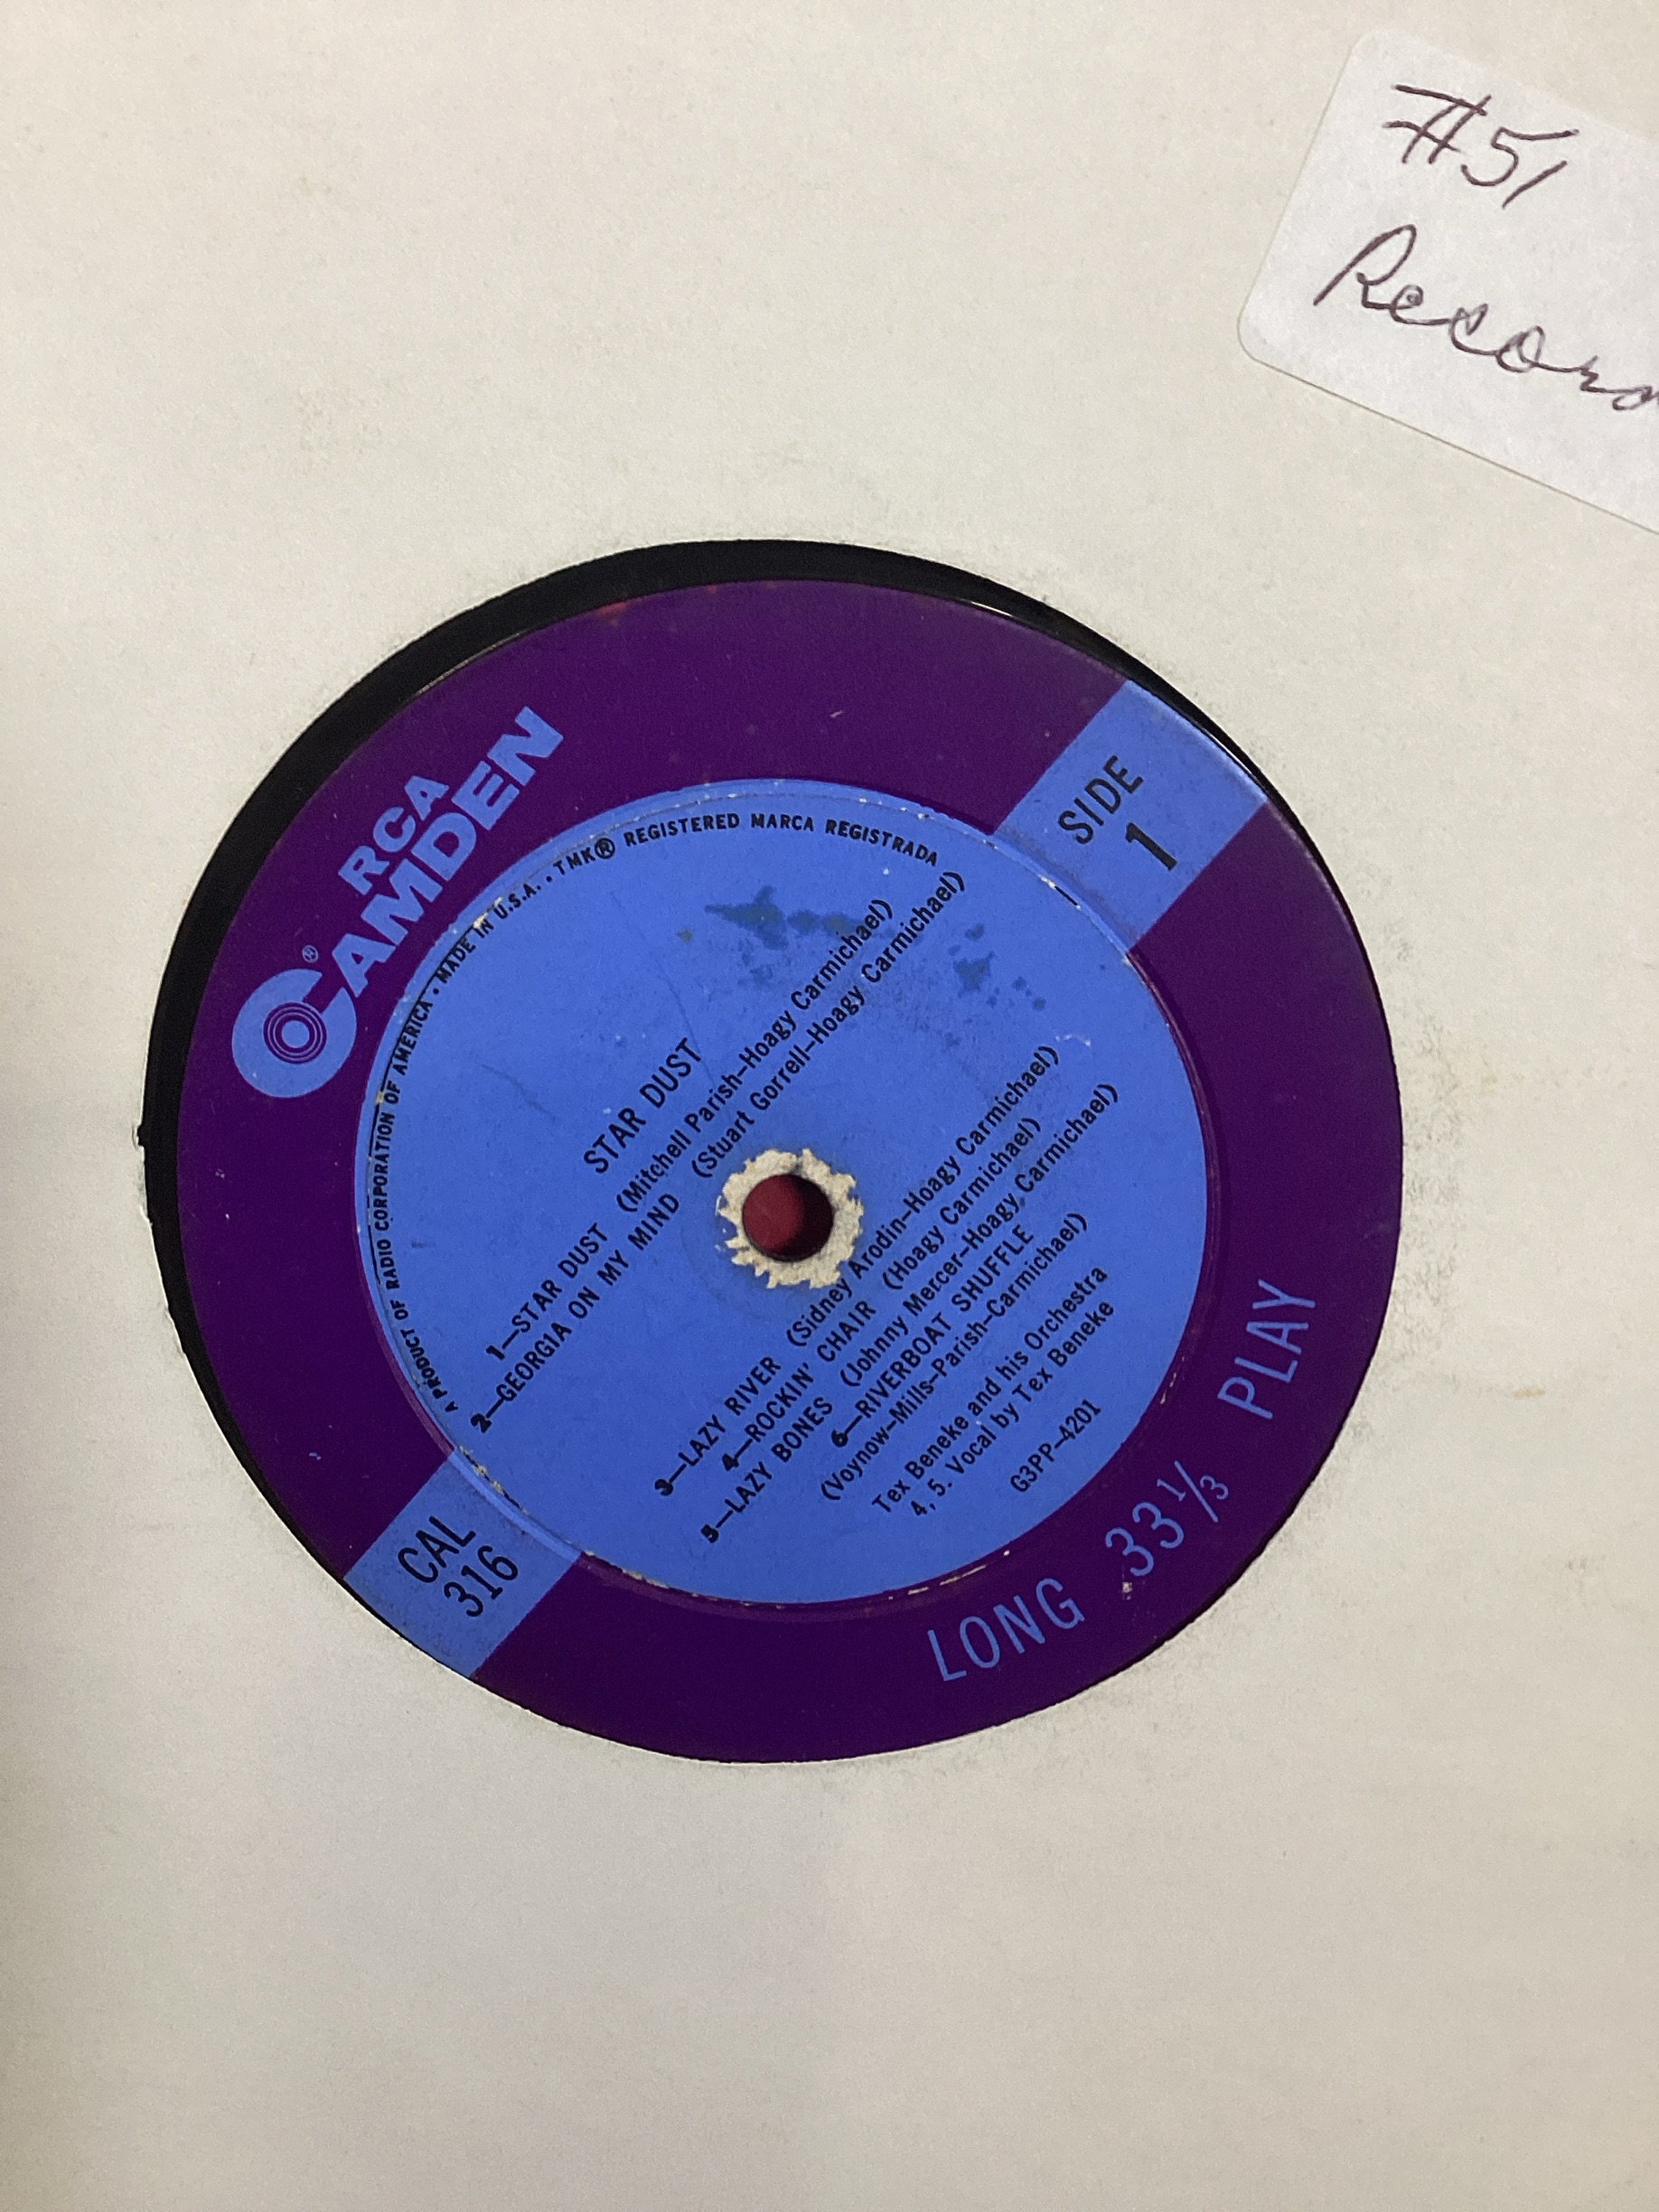 #51
Record
RCA
CAMDEN®
SIDE
1
A PRODUCT OF RADIO CORPORATION OF AMERICA • MADE IN U.S.A. • TMK® REGISTERED MARCA REGISTRADA
STAR DUST
1—STAR DUST (Mitchell Parish–Hoagy Carmichael)
2—GEORGIA ON MY MIND (Stuart Gorrell–Hoagy Carmichael)
3—LAZY RIVER (Sidney Arodin–Hoagy Carmichael)
4—ROCKIN' CHAIR (Hoagy Carmichael)
5—LAZY BONES (Johnny Mercer–Hoagy Carmichael)
6—RIVERBOAT SHUFFLE
(Voynow–Mills–Parish–Carmichael)
Tex Beneke and his Orchestra
4, 5. Vocal by Tex Beneke
G3PP–4201
CAL
316
LONG 33⅓ PLAY